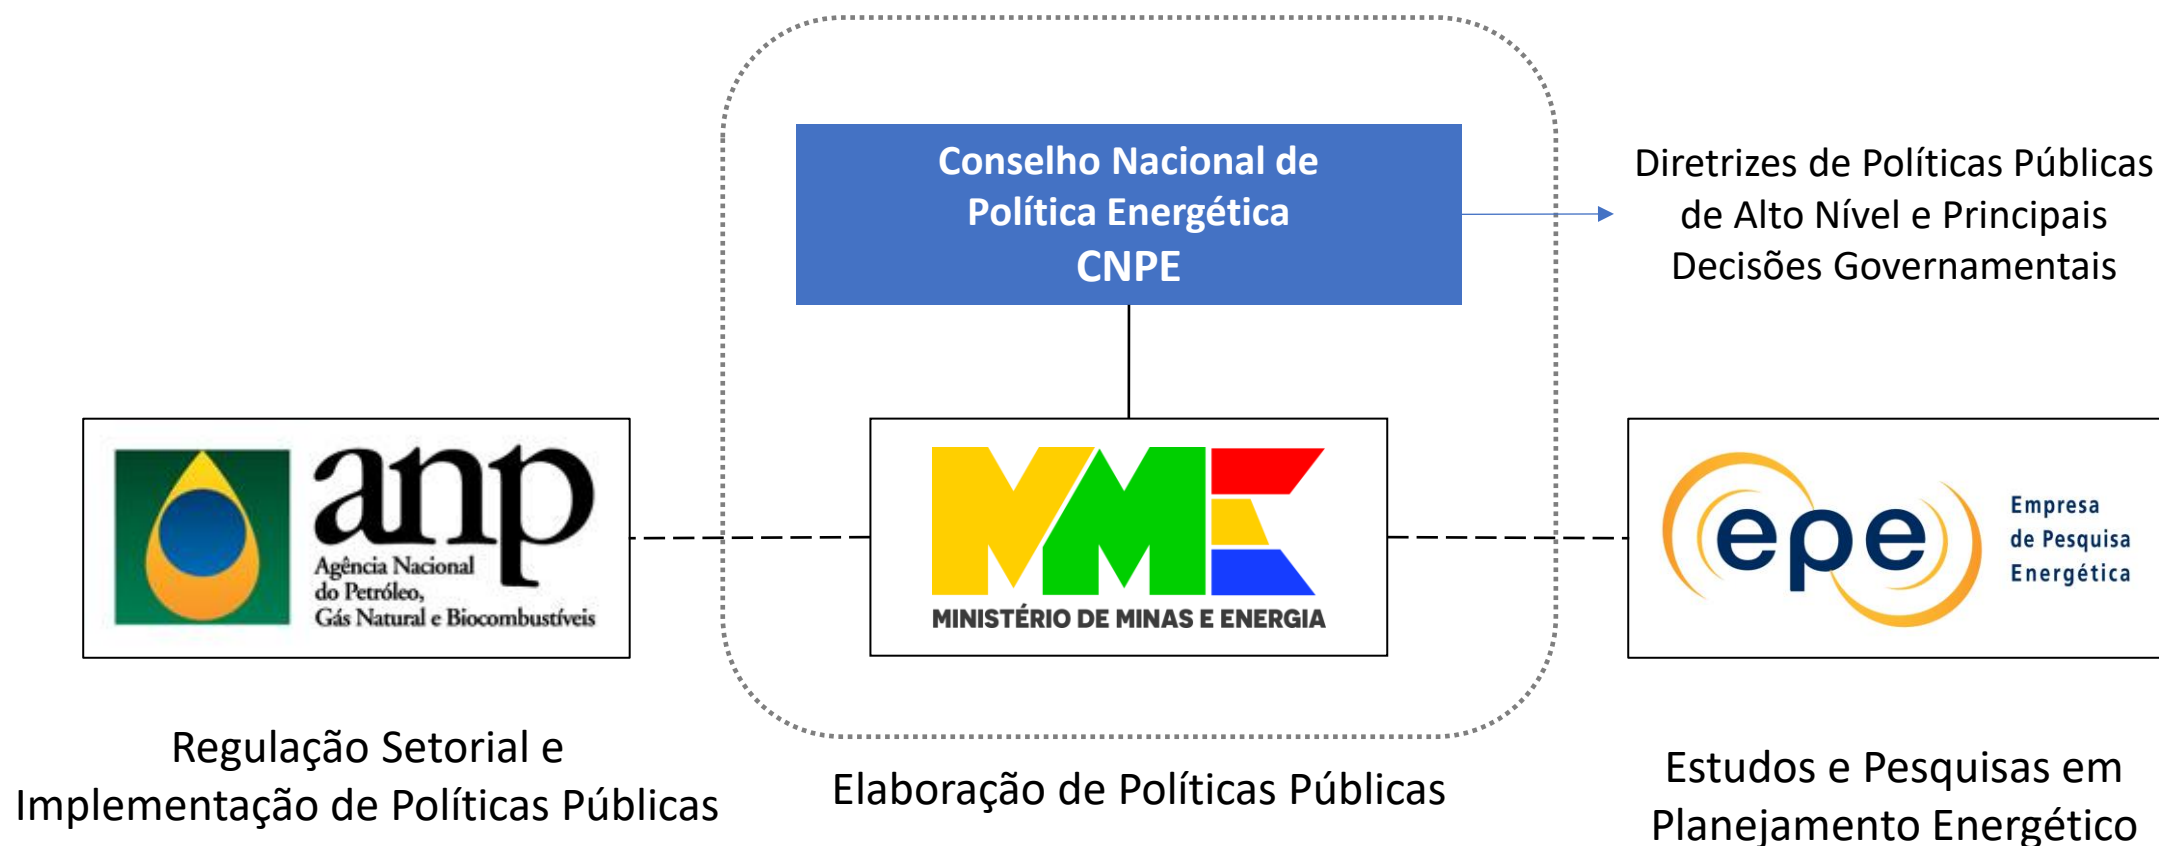 Conselho Nacional de
Política Energética
CNPE
Diretrizes de Políticas Públicas
de Alto Nível e Principais
Decisões Governamentais
anp
Agência Nacional
do Petróleo,
Gás Natural e Biocombustíveis
MME
MINISTÉRIO DE MINAS E ENERGIA
epe
Empresa
de Pesquisa
Energética
Regulação Setorial e
Implementação de Políticas Públicas
Elaboração de Políticas Públicas
Estudos e Pesquisas em
Planejamento Energético